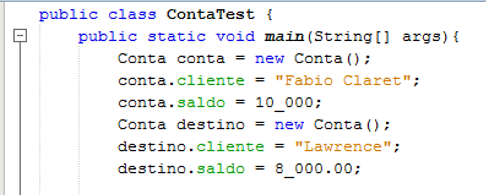 public class ContaTest {
public static void main(String[] args){
Conta conta = new Conta();
conta.cliente = "Fabio Claret";
conta.saldo = 10_000;
Conta destino = new Conta();
destino.cliente = "Lawrence";
destino.saldo = 8_000.00;